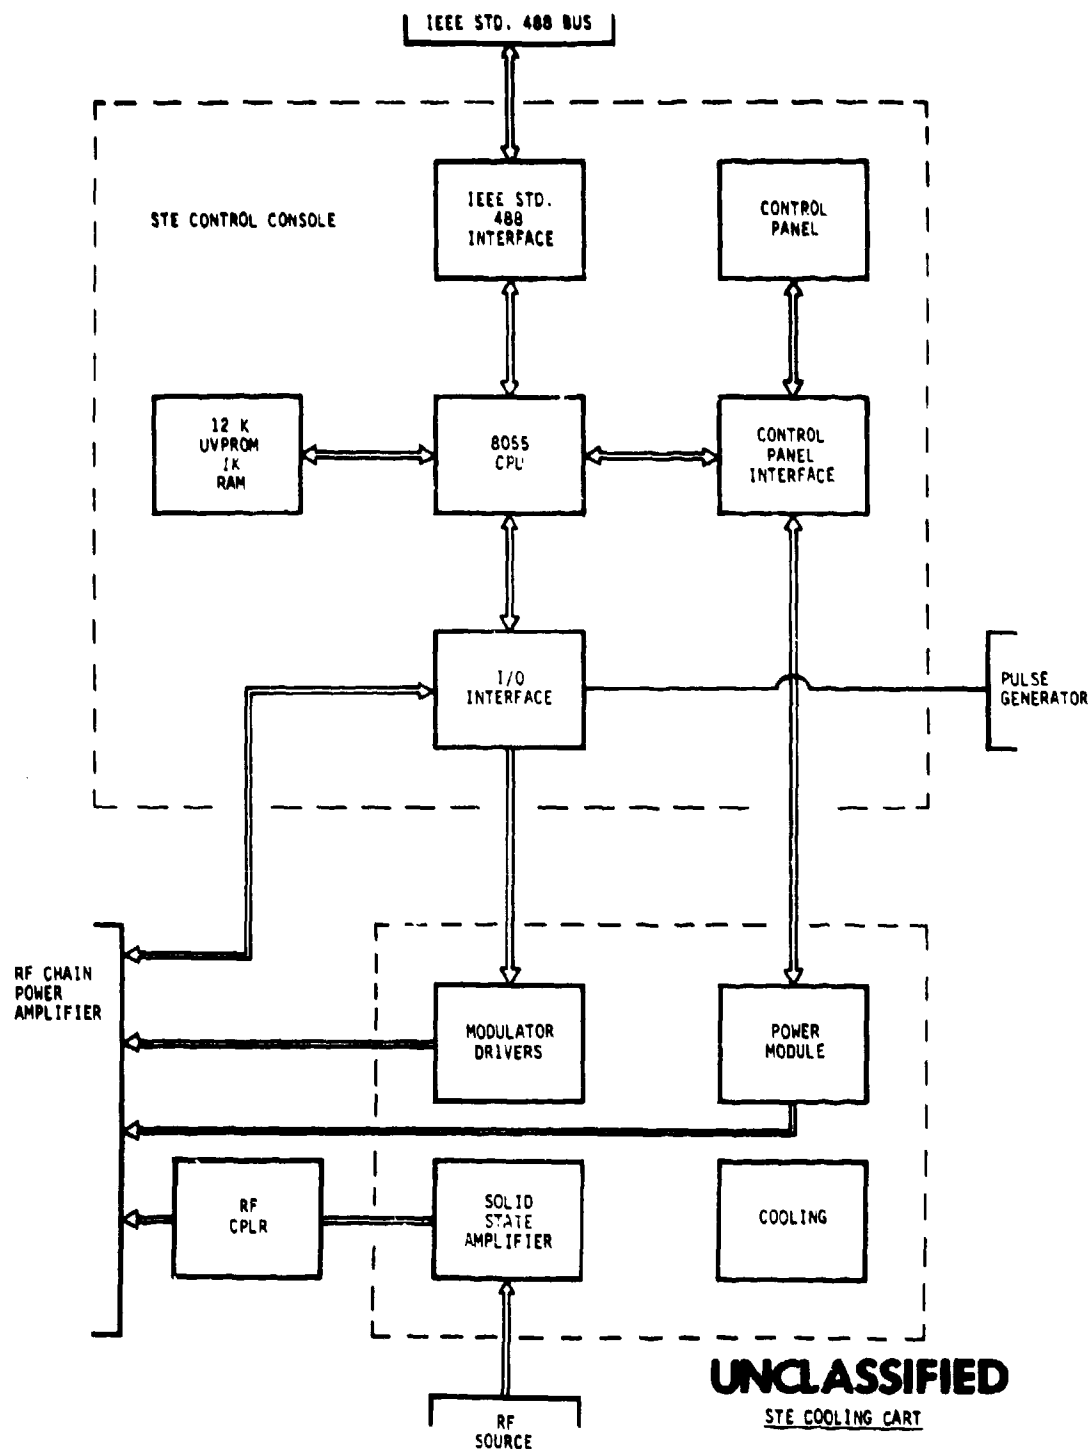 IEEE STD. 488 BUS
STE CONTROL CONSOLE
IEEE STD.
488
INTERFACE
CONTROL
PANEL
12 K
UVPROM
1K
RAM
8055
CPU
CONTROL
PANEL
INTERFACE
I/O
INTERFACE
PULSE
GENERATOR
RF CHAIN
POWER
AMPLIFIER
MODULATOR
DRIVERS
POWER
MODULE
RF
CPLR
SOLID
STATE
AMPLIFIER
COOLING
UNCLASSIFIED
STE COOLING CART
RF
SOURCE